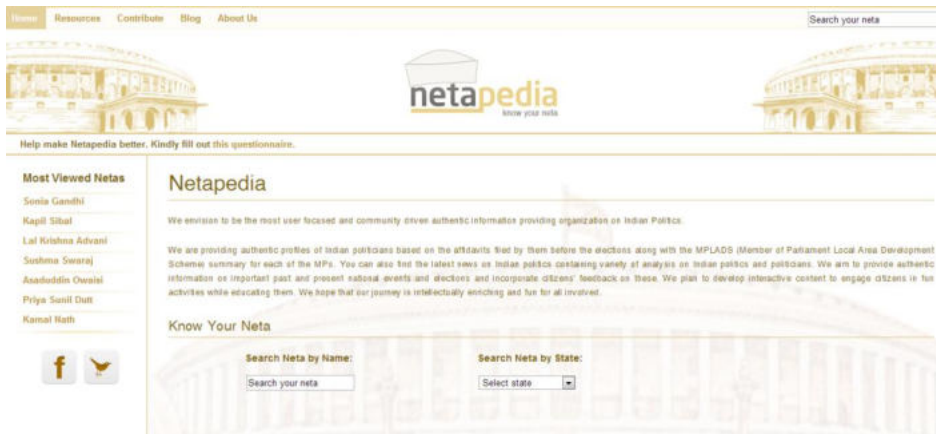 Home Resources Contribute Blog About Us
Search your neta
netapedia
know your neta
Help make Netapedia better. Kindly fill out this questionnaire.
Most Viewed Netas
Sonia Gandhi
Kapil Sibal
Lal Krishna Advani
Sushma Swaraj
Asaduddin Owaisi
Priya Sunil Dutt
Kamal Nath
Netapedia
We envision to be the most user focused and community driven authentic information providing organization on Indian Politics.
We are providing authentic profiles of Indian politicians based on the affidavits filed by them before the elections along with the MPLADS (Member of Parliament Local Area Development
Scheme) summary for each of the MPs. You can also find the latest news on Indian politics containing variety of analysis on Indian politics and politicians. We aim to provide authentic
information on important past and present national events and elections and incorporate citizens' feedback on these. We plan to develop interactive content to engage citizens in fun
activities while educating them. We hope that our journey is intellectually enriching and fun for all involved.
Know Your Neta
Search Neta by Name:
Search your neta
Search Neta by State:
Select state